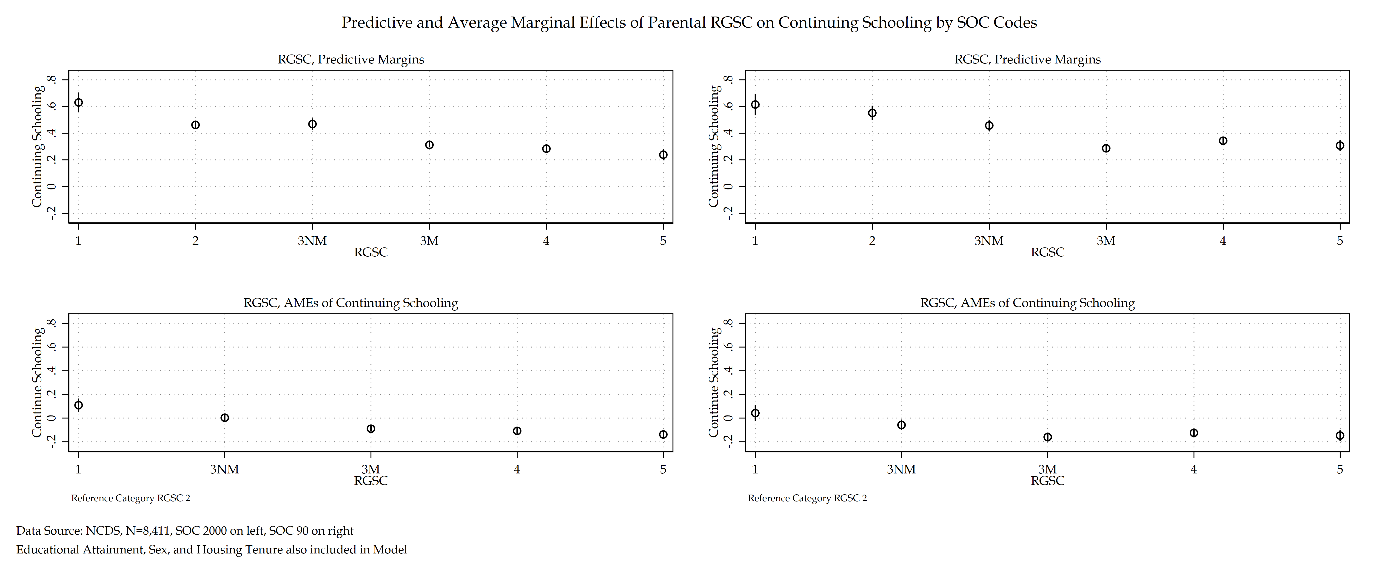 Predictive and Average Marginal Effects of Parental RGSC on Continuing Schooling by SOC Codes
RGSC, Predictive Margins
Continuing Schooling
.8
.6
.4
.2
0
-.2
1 2 3NM 3M 4 5
RGSC
RGSC, Predictive Margins
Continuing Schooling
.8
.6
.4
.2
0
-.2
1 2 3NM 3M 4 5
RGSC
RGSC, AMEs of Continuing Schooling
Continue Schooling
.8
.6
.4
.2
0
-.2
1 3NM 3M 4 5
RGSC
Reference Category RGSC 2
RGSC, AMEs of Continuing Schooling
Continue Schooling
.8
.6
.4
.2
0
-.2
1 3NM 3M 4 5
RGSC
Reference Category RGSC 2
Data Source: NCDS, N=8,411, SOC 2000 on left, SOC 90 on right
Educational Attainment, Sex, and Housing Tenure also included in Model